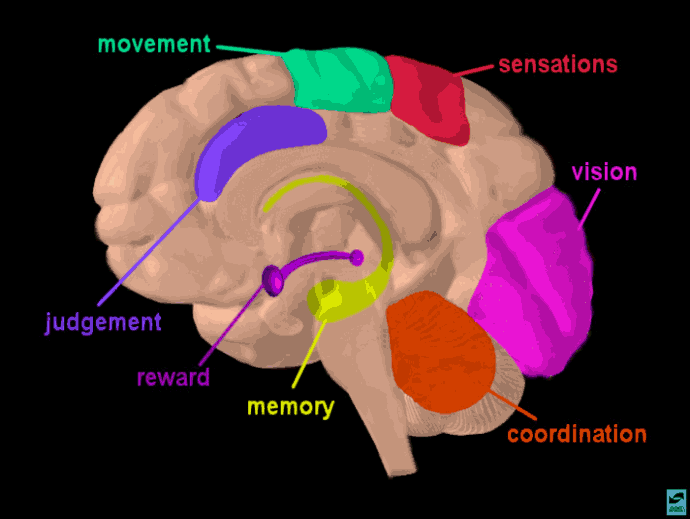 movement
sensations
vision
judgement
reward
memory
coordination